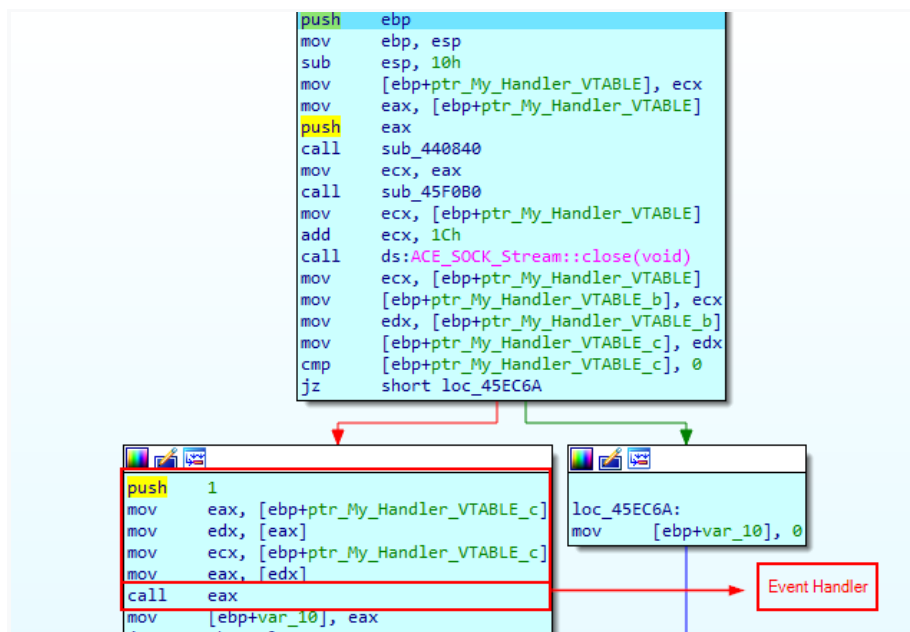 push ebp
mov ebp, esp
sub esp, 10h
mov [ebp+ptr_My_Handler_VTABLE], ecx
mov eax, [ebp+ptr_My_Handler_VTABLE]
push eax
call sub_440840
mov ecx, eax
call sub_45F0B0
mov ecx, [ebp+ptr_My_Handler_VTABLE]
add ecx, 1Ch
call ds:ACE_SOCK_Stream::close(void)
mov ecx, [ebp+ptr_My_Handler_VTABLE]
mov [ebp+ptr_My_Handler_VTABLE_b], ecx
mov edx, [ebp+ptr_My_Handler_VTABLE_b]
mov [ebp+ptr_My_Handler_VTABLE_c], edx
cmp [ebp+ptr_My_Handler_VTABLE_c], 0
jz short loc_45EC6A
push 1
mov eax, [ebp+ptr_My_Handler_VTABLE_c]
mov edx, [eax]
mov ecx, [ebp+ptr_My_Handler_VTABLE_c]
mov eax, [edx]
call eax
mov [ebp+var_10], eax
loc_45EC6A:
mov [ebp+var_10], 0
Event Handler